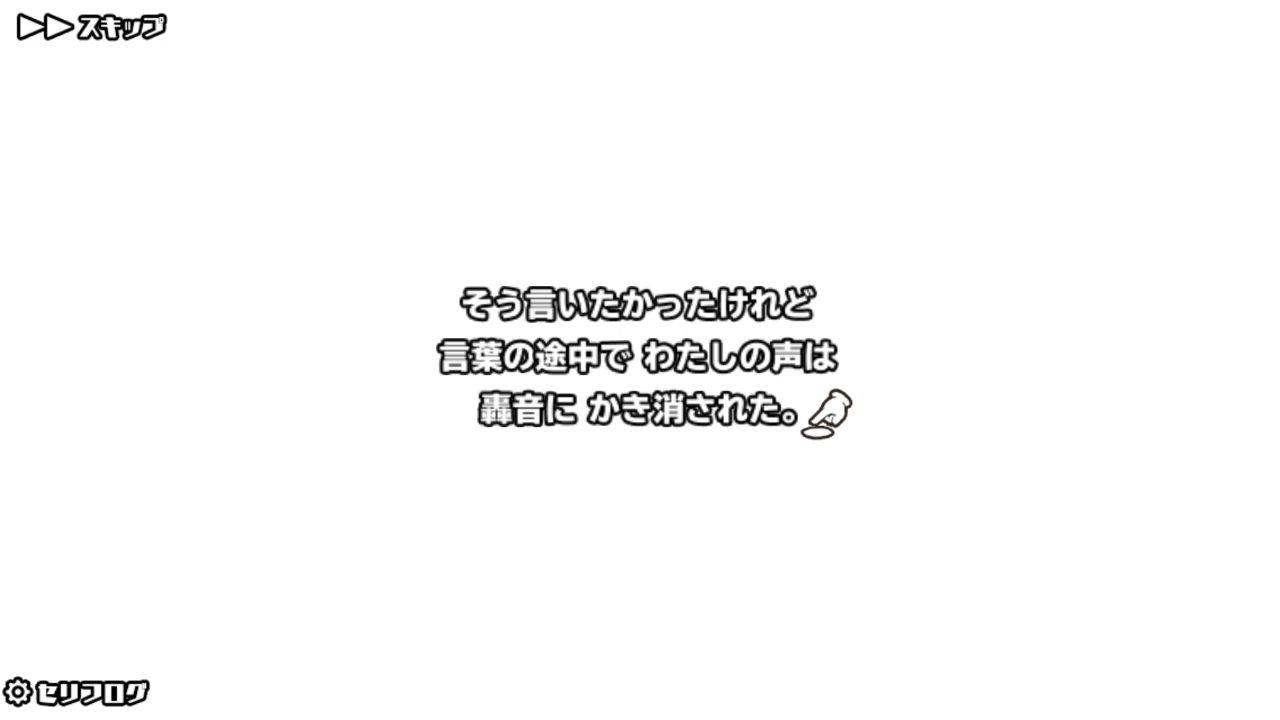 スキップ
そう言いたかったけれど
言葉の途中で わたしの声は
轟音に かき消された。
セリフログ